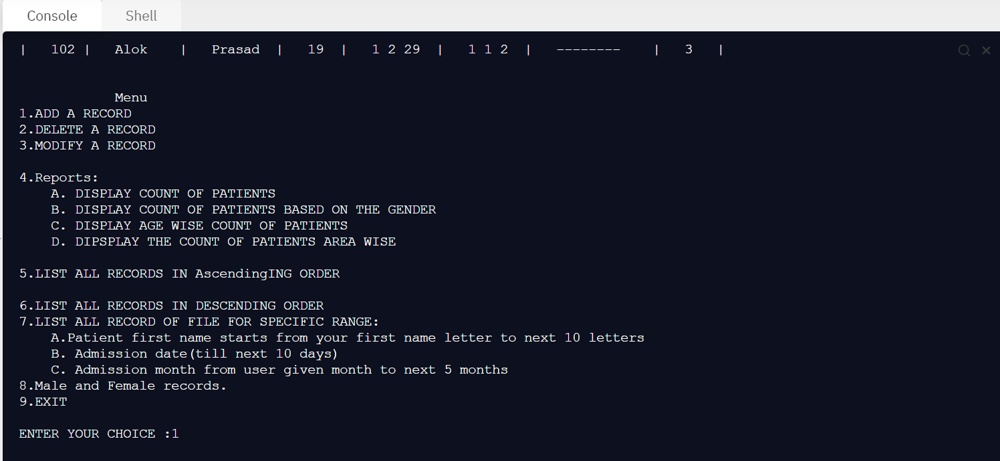 Console Shell
| 102 | Alok | Prasad | 19 | 1 2 29 | 1 1 2 | -------- | 3 |
Menu
1.ADD A RECORD
2.DELETE A RECORD
3.MODIFY A RECORD
4.Reports:
A. DISPLAY COUNT OF PATIENTS
B. DISPLAY COUNT OF PATIENTS BASED ON THE GENDER
C. DISPLAY AGE WISE COUNT OF PATIENTS
D. DIPSPLAY THE COUNT OF PATIENTS AREA WISE
5.LIST ALL RECORDS IN AscendingING ORDER
6.LIST ALL RECORDS IN DESCENDING ORDER
7.LIST ALL RECORD OF FILE FOR SPECIFIC RANGE:
A.Patient first name starts from your first name letter to next 10 letters
B. Admission date(till next 10 days)
C. Admission month from user given month to next 5 months
8.Male and Female records.
9.EXIT
ENTER YOUR CHOICE :1